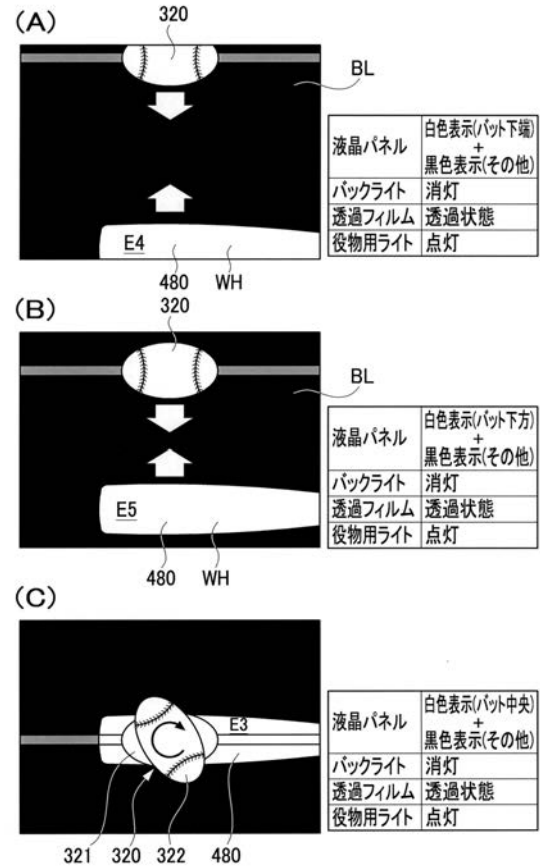 (A)
320
BL
液晶パネル 白色表示(バット下端)
+
黒色表示(その他)
バックライト 消灯
透過フィルム 透過状態
役物用ライト 点灯
E4
480 WH
(B)
320
BL
液晶パネル 白色表示(バット下方)
+
黒色表示(その他)
バックライト 消灯
透過フィルム 透過状態
役物用ライト 点灯
E5
480 WH
(C)
E3
液晶パネル 白色表示(バット中央)
+
黒色表示(その他)
バックライト 消灯
透過フィルム 透過状態
役物用ライト 点灯
321 320 322 480